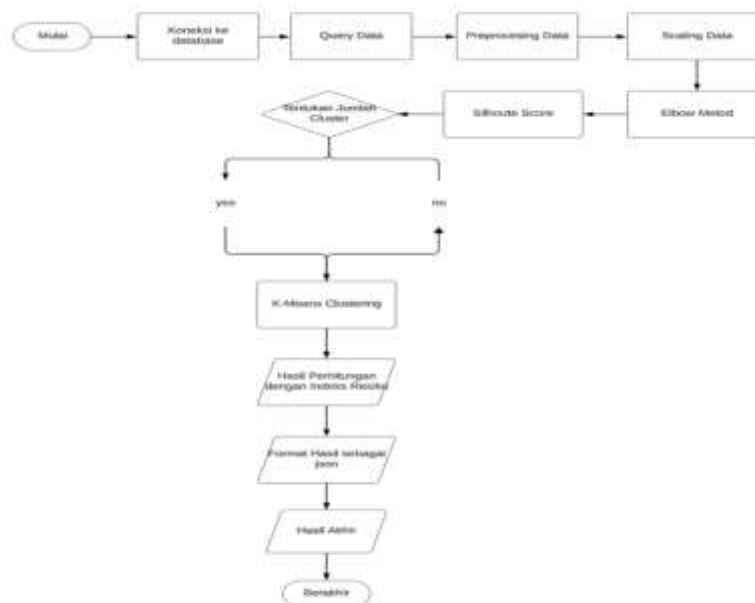 Mulai
Koneksi ke
database
Query Data
Preprocessing Data
Scaling Data
Tentukan Jumlah
Cluster
Silhoute Score
Elbow Metod
yes
no
K-Means Clustering
Hasil Perhitungan
dengan Indeks Resiko
Format Hasil sebagai
json
Hasil Akhir
Berakhir